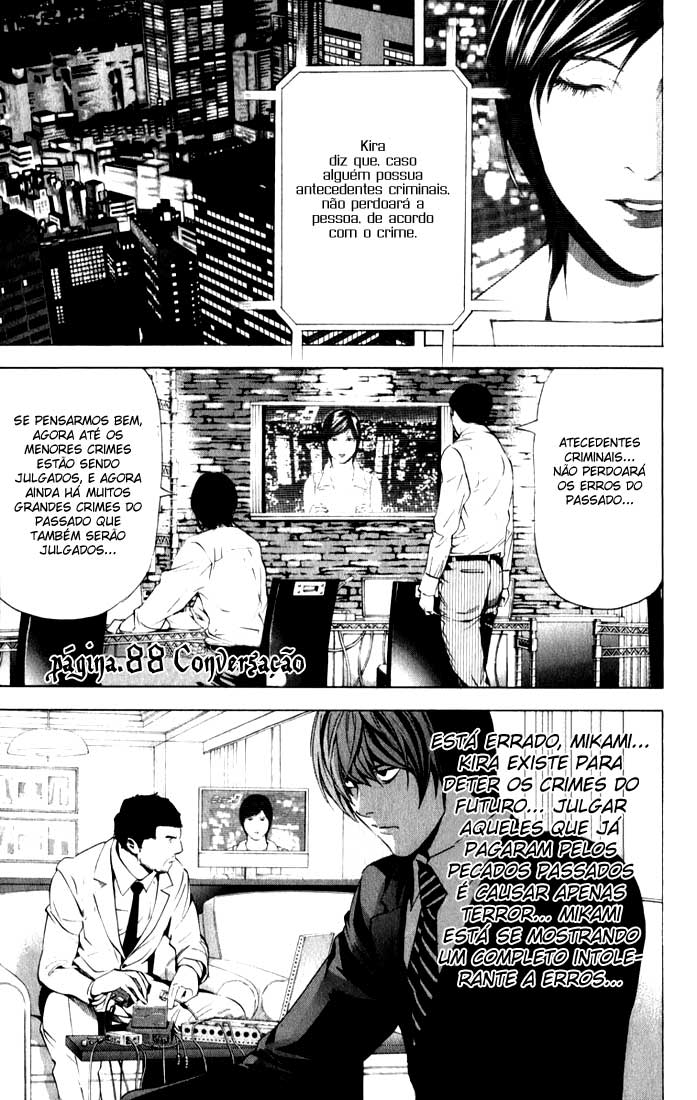 Kira
diz que, caso
alguém possua
antecedentes criminais,
não perdoará a
pessoa, de acordo
com o crime.
SE PENSARMOS BEM,
AGORA ATÉ OS
MENORES CRIMES
ESTÃO SENDO
JULGADOS, E AGORA
AINDA HÁ MUITOS
GRANDES CRIMES
DO PASSADO QUE
TAMBÉM SERÃO
JULGADOS...
ATECEDENTES
CRIMINAIS...
NÃO PERDOARÁ
OS ERROS DO
PASSADO...
página.88 Conversação
ESTÁ ERRADO, MIKAMI...
KIRA EXISTE PARA
DETER OS CRIMES DO
FUTURO... JULGAR
AQUELES QUE JÁ
PAGARAM PELOS
PECADOS PASSADOS
É CAUSAR APENAS
TERROR... MIKAMI
ESTÁ SE MOSTRANDO
UM COMPLETO INTOLE-
RANTE A ERROS...